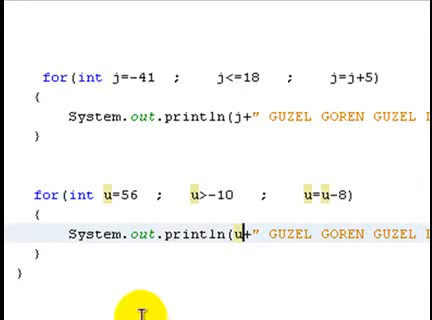 for(int j=-41 ; j<=18 ; j=j+5)
{
System.out.println(j+" GUZEL GOREN GUZEL
}
for(int u=56 ; u>-10 ; u=u-8)
{
System.out.println(u+" GUZEL GOREN GUZEL
}
}